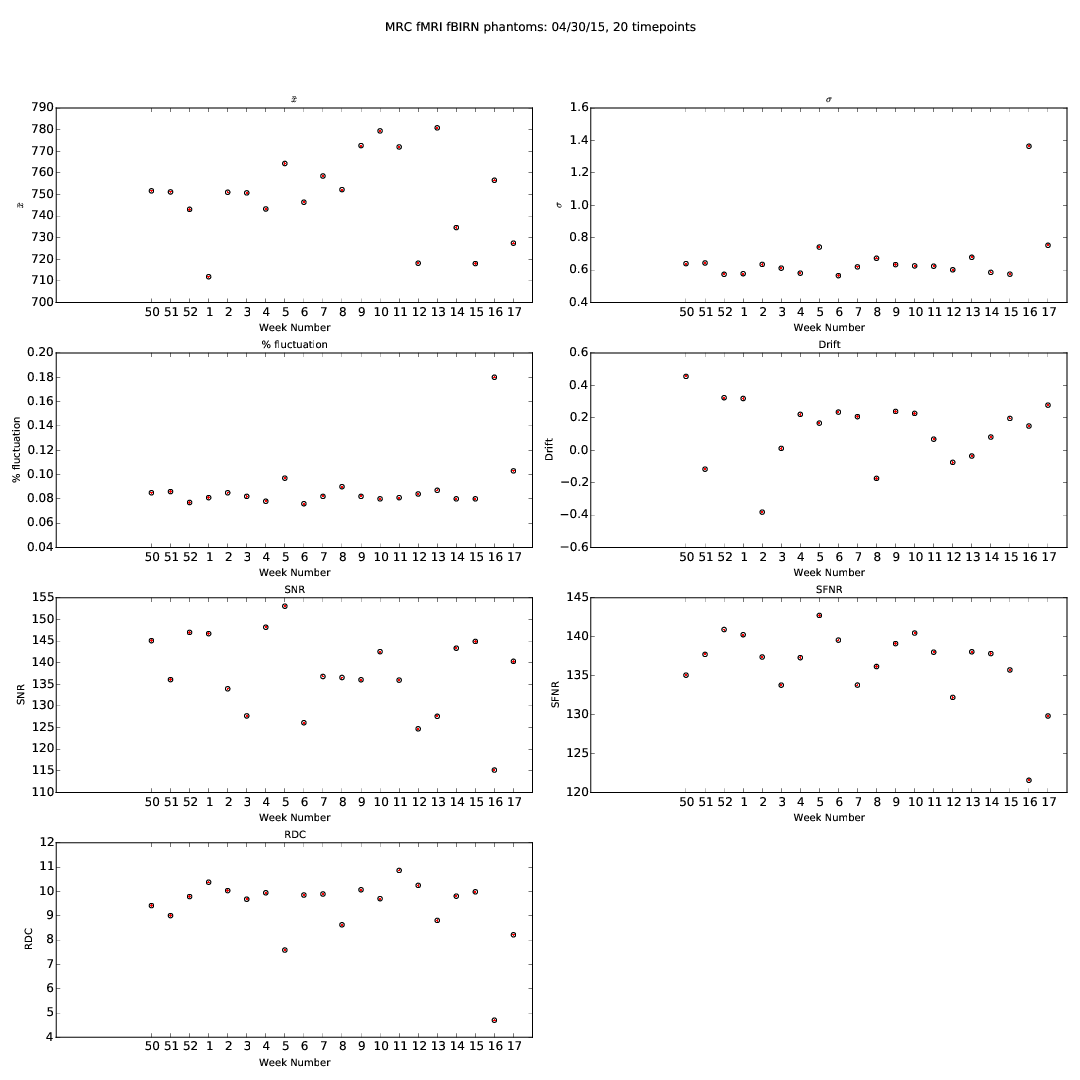 MRC fMRI fBIRN phantoms: 04/30/15, 20 timepoints
x̄
790
780
770
760
750
740
730
720
710
700
x̄
50 51 52 1 2 3 4 5 6 7 8 9 10 11 12 13 14 15 16 17
Week Number
σ
1.6
1.4
1.2
1.0
0.8
0.6
0.4
σ
50 51 52 1 2 3 4 5 6 7 8 9 10 11 12 13 14 15 16 17
Week Number
% fluctuation
0.20
0.18
0.16
0.14
0.12
0.10
0.08
0.06
0.04
% fluctuation
50 51 52 1 2 3 4 5 6 7 8 9 10 11 12 13 14 15 16 17
Week Number
Drift
0.6
0.4
0.2
0.0
−0.2
−0.4
−0.6
Drift
50 51 52 1 2 3 4 5 6 7 8 9 10 11 12 13 14 15 16 17
Week Number
SNR
155
150
145
140
135
130
125
120
115
110
SNR
50 51 52 1 2 3 4 5 6 7 8 9 10 11 12 13 14 15 16 17
Week Number
SFNR
145
140
135
130
125
120
SFNR
50 51 52 1 2 3 4 5 6 7 8 9 10 11 12 13 14 15 16 17
Week Number
RDC
12
11
10
9
8
7
6
5
4
RDC
50 51 52 1 2 3 4 5 6 7 8 9 10 11 12 13 14 15 16 17
Week Number